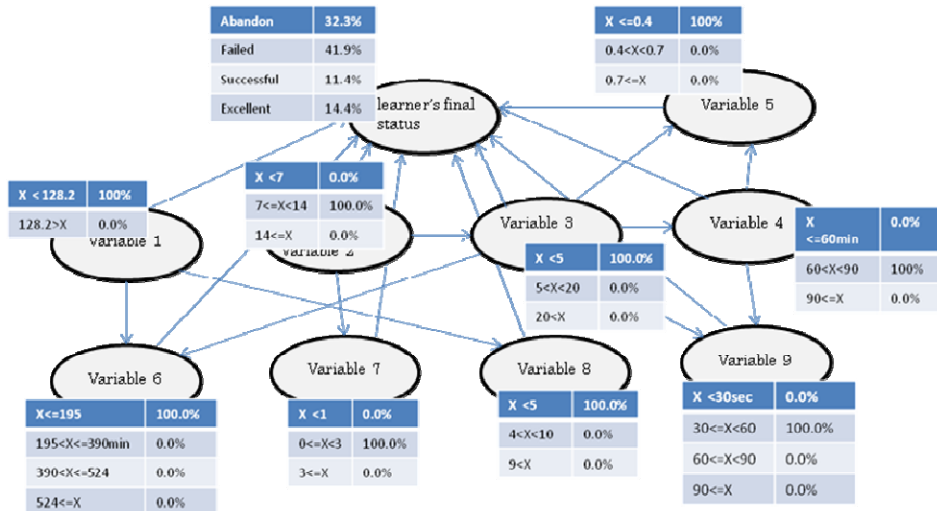 Abandon 32.3%
Failed 41.9%
Successful 11.4%
Excellent 14.4%
learner's final
status
X <=0.4 100%
0.4<X<0.7 0.0%
0.7<=X 0.0%
Variable 5
X <128.2 100%
128.2>X 0.0%
Variable 1
X <7 0.0%
7<=X<14 100.0%
14<=X 0.0%
Variable 2
Variable 3
X <5 100.0%
5<X<20 0.0%
20<X 0.0%
Variable 4
X 0.0%
<=60min
60<X<90 100%
90<=X 0.0%
Variable 6
X<=195 100.0%
195<X<=390min 0.0%
390<X<=524 0.0%
524<=X 0.0%
Variable 7
X <1 0.0%
0<=X<3 100.0%
3<=X 0.0%
Variable 8
X <5 100.0%
4<X<10 0.0%
9<X 0.0%
Variable 9
X <30sec 0.0%
30<=X<60 100.0%
60<=X<90 0.0%
90<=X 0.0%